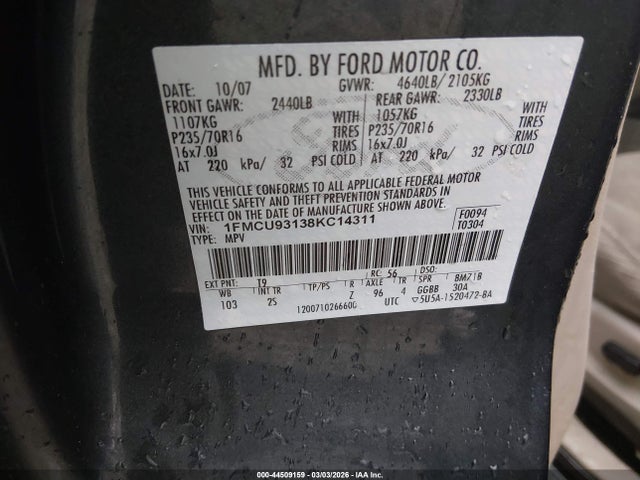 MFD. BY FORD MOTOR CO.
DATE: 10/07 GVWR: 4640LB/ 2105KG
FRONT GAWR: 2440LB REAR GAWR: 2330LB
1107KG WITH 1057KG WITH
P235/70R16 TIRES P235/70R16 TIRES
16x7.0J RIMS 16x7.0J RIMS
AT 220 kPa/ 32 PSI COLD AT 220 kPa/ 32 PSI COLD
THIS VEHICLE CONFORMS TO ALL APPLICABLE FEDERAL MOTOR
VEHICLE SAFETY AND THEFT PREVENTION STANDARDS IN
EFFECT ON THE DATE OF MANUFACTURE SHOWN ABOVE.
VIN: 1FMCU93138KC14311 F0094
TYPE: MPV T0304
RC: 56 DSO:
EXT PNT: T9 BM71B
WB INT TR TP/PS R AXLE TR SPR 30A
103 2S Z 96 4 GGBB
120071026660C UTC ▽5U5A-1520472-BA
000-44509159 - 03/03/2026 - IAAI.COM